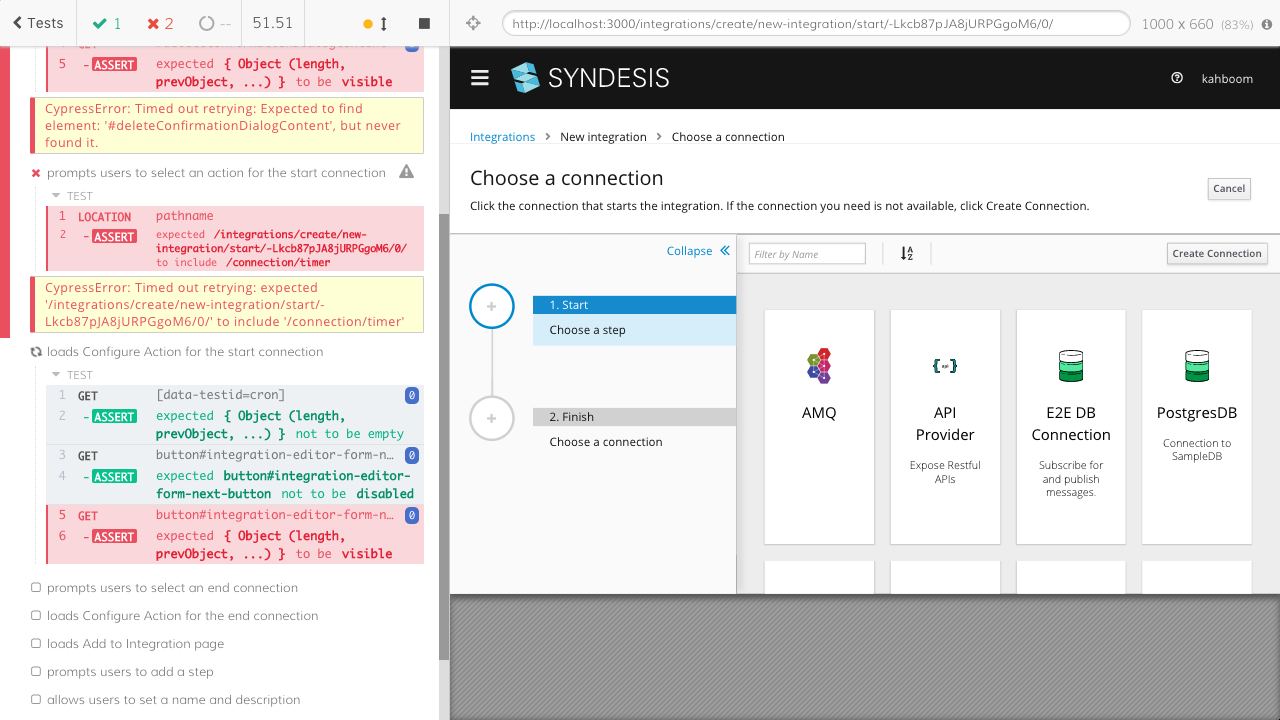 Tests 1 2 -- 51.51
5 -ASSERT expected { Object (length,
prevObject, ...) } to be visible
CypressError: Timed out retrying: Expected to find
element: '#deleteConfirmationDialogContent', but never
found it.
prompts users to select an action for the start connection
TEST
1 LOCATION pathname
2 -ASSERT expected /integrations/create/new-
integration/start/-Lkcb87pJA8jURPGgoM6/0/
to include /connection/timer
CypressError: Timed out retrying: expected
'/integrations/create/new-integration/start/-
Lkcb87pJA8jURPGgoM6/0/' to include '/connection/timer'
loads Configure Action for the start connection
TEST
1 GET [data-testid=cron] 0
2 -ASSERT expected { Object (length,
prevObject, ...) } not to be empty
3 GET button#integration-editor-form-n… 0
4 -ASSERT expected button#integration-editor-
form-next-button not to be disabled
5 GET button#integration-editor-form-n… 0
6 -ASSERT expected { Object (length,
prevObject, ...) } to be visible
prompts users to select an end connection
loads Configure Action for the end connection
loads Add to Integration page
prompts users to add a step
allows users to set a name and description
http://localhost:3000/integrations/create/new-integration/start/-Lkcb87pJA8jURPGgoM6/0/
1000 x 660 (83%)
SYNDESIS
kahboom
Integrations > New integration > Choose a connection
Choose a connection
Click the connection that starts the integration. If the connection you need is not available, click Create Connection.
Cancel
Collapse
1. Start
Choose a step
2. Finish
Choose a connection
Filter by Name
Create Connection
AMQ
API
Provider
Expose Restful
APIs
E2E DB
Connection
Subscribe for
and publish
messages.
PostgresDB
Connection to
SampleDB